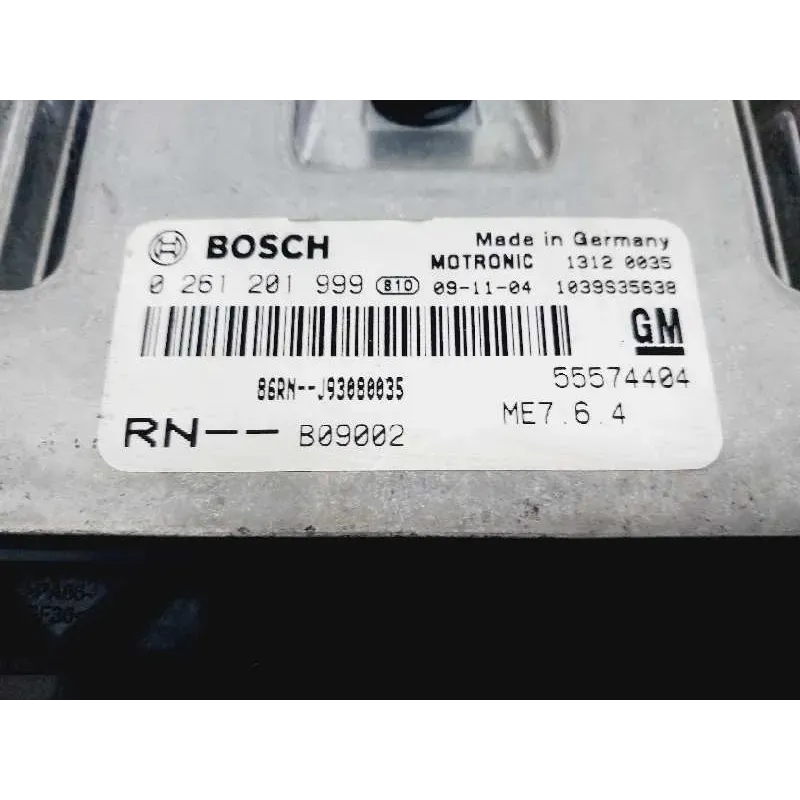 BOSCH Made in Germany
MOTRONIC 1312 0035
0 261 201 999 810 09-11-04 1039S35638
GM
86RN--J93080035 55574404
RN-- B09002 ME7.6.4